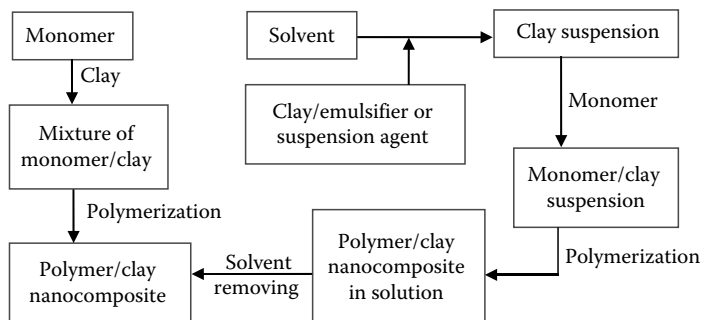 Monomer
Clay
Mixture of
monomer/clay
Polymerization
Polymer/clay
nanocomposite
Solvent
Clay/emulsifier or
suspension agent
Clay suspension
Monomer
Monomer/clay
suspension
Polymerization
Polymer/clay
nanocomposite
in solution
Solvent
removing